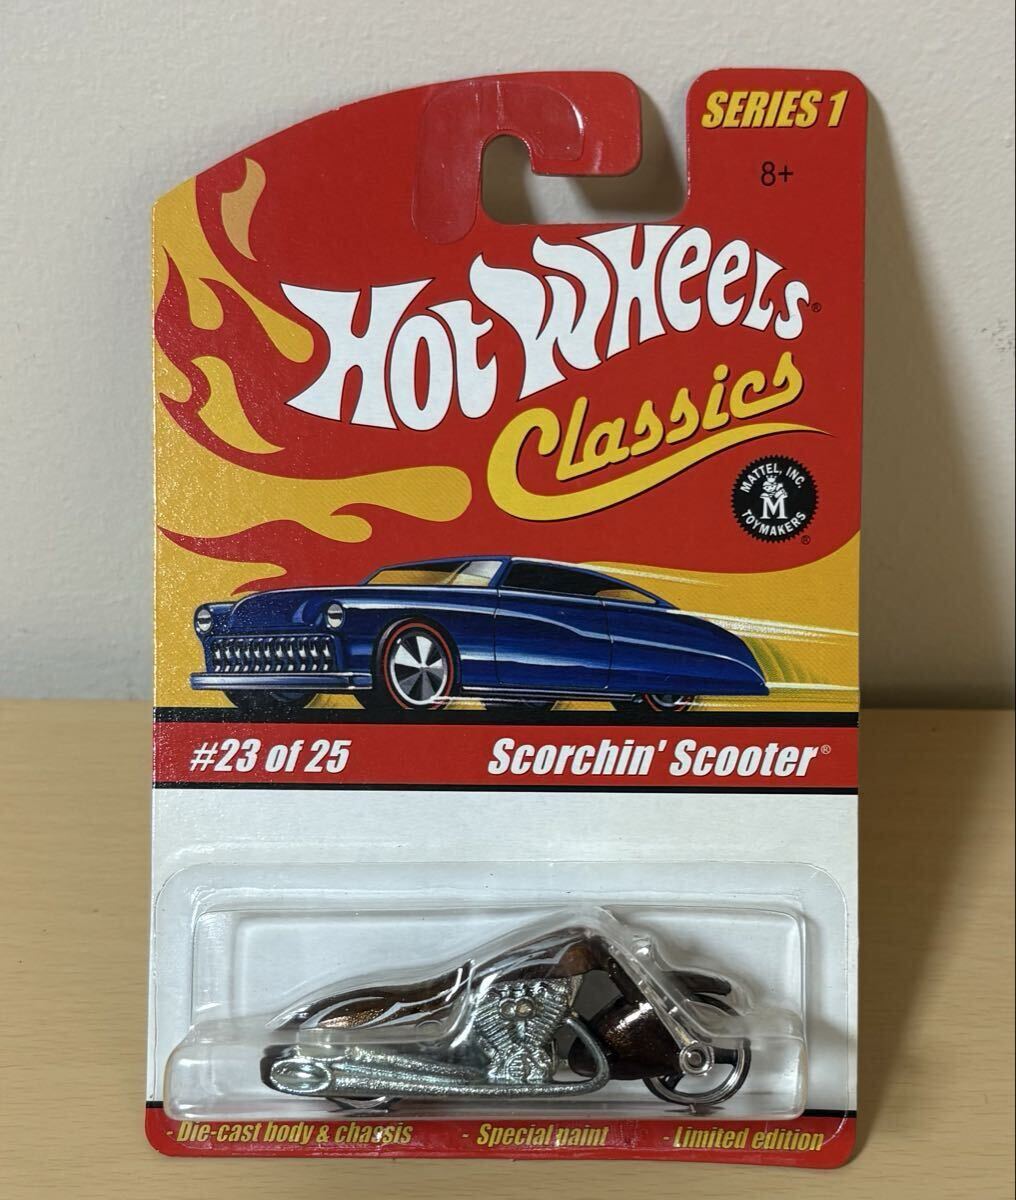 SERIES 1
8+
HOT WHEELS®
Classics
MATTEL, INC.
M
TOYMAKERS
®
#23 of 25 Scorchin' Scooter®
- Die-cast body & chassis - Special paint - Limited edition